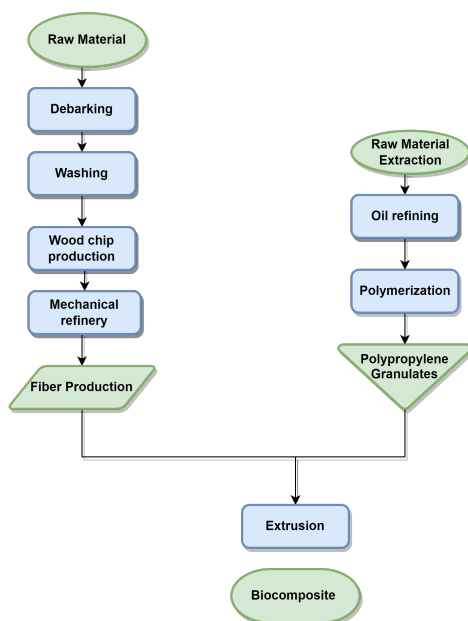 Raw Material
Debarking
Washing
Wood chip
production
Mechanical
refinery
Fiber Production
Raw Material
Extraction
Oil refining
Polymerization
Polypropylene
Granulates
Extrusion
Biocomposite